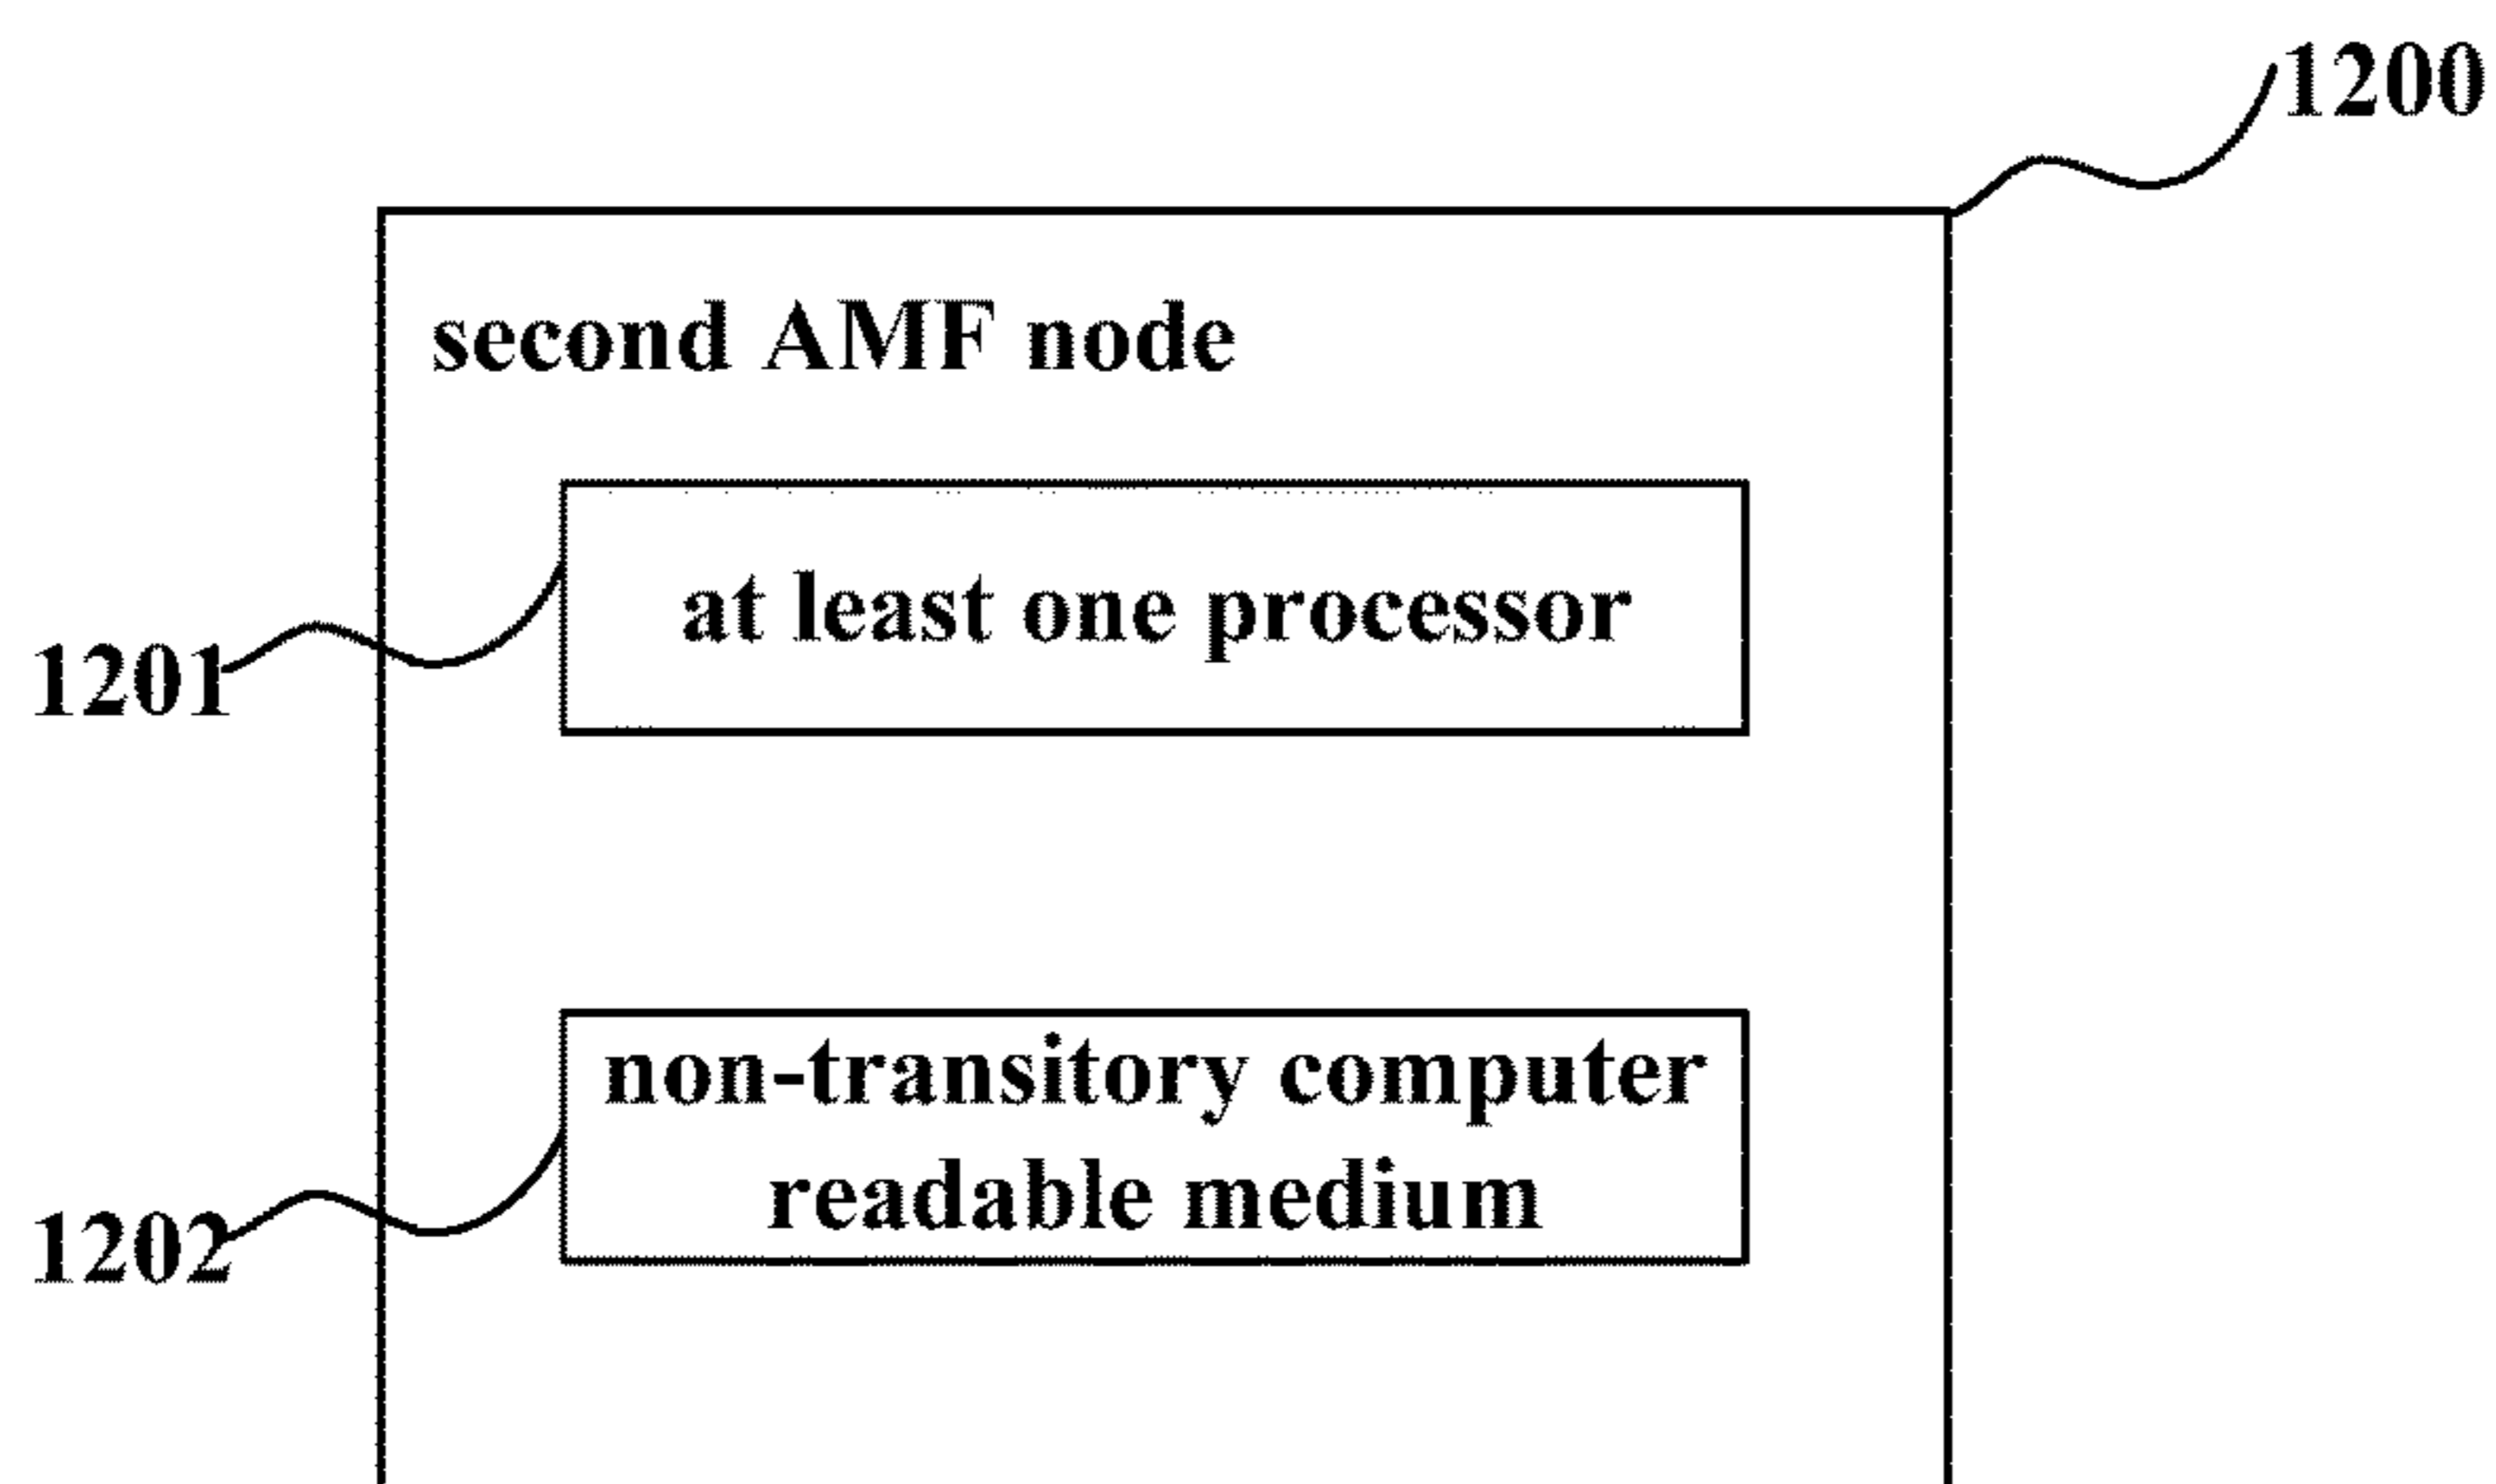 1200
second AMF node
at least one processor
1201
non-transitory computer
readable medium
1202